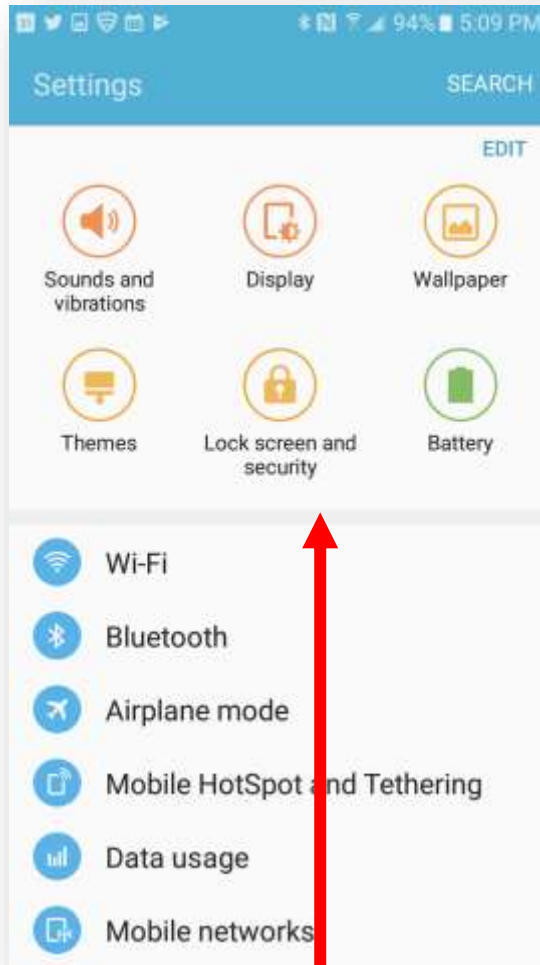 94% 5:09 PM
Settings SEARCH
EDIT
Sounds and
vibrations
Display
Wallpaper
Themes
Lock screen and
security
Battery
Wi-Fi
Bluetooth
Airplane mode
Mobile HotSpot and Tethering
Data usage
Mobile networks